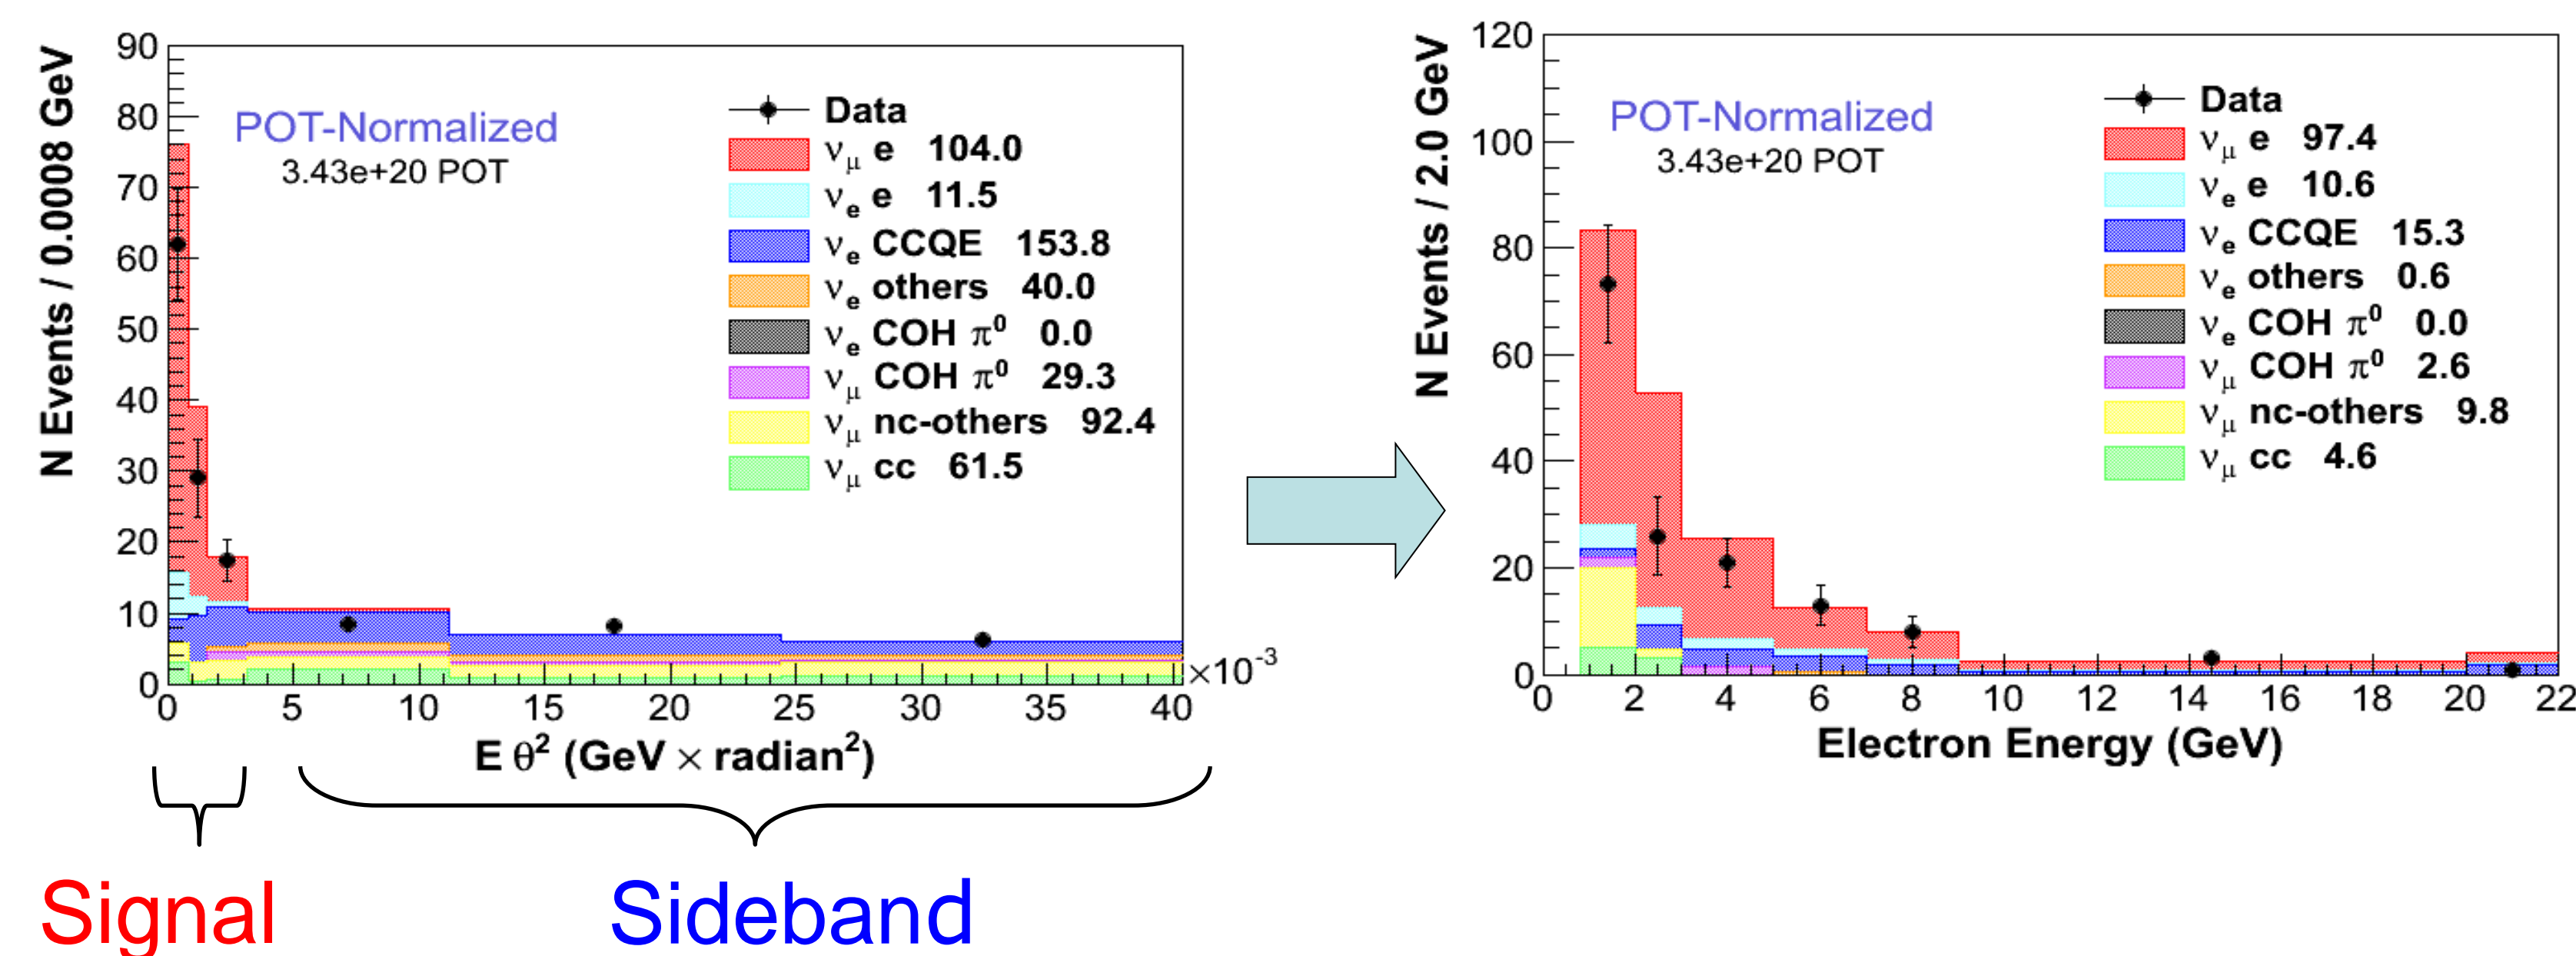 N Events / 0.0008 GeV
90
80
70
60
50
40
30
20
10
0
POT-Normalized
3.43e+20 POT
Data
νμ e 104.0
νe e 11.5
νe CCQE 153.8
νe others 40.0
νe COH π⁰ 0.0
νμ COH π⁰ 29.3
νμ nc-others 92.4
νμ cc 61.5
0 5 10 15 20 25 30 35 40
×10⁻³
E θ² (GeV × radian²)
Signal
Sideband
N Events / 2.0 GeV
120
100
80
60
40
20
0
POT-Normalized
3.43e+20 POT
Data
νμ e 97.4
νe e 10.6
νe CCQE 15.3
νe others 0.6
νe COH π⁰ 0.0
νμ COH π⁰ 2.6
νμ nc-others 9.8
νμ cc 4.6
0 2 4 6 8 10 12 14 16 18 20 22
Electron Energy (GeV)